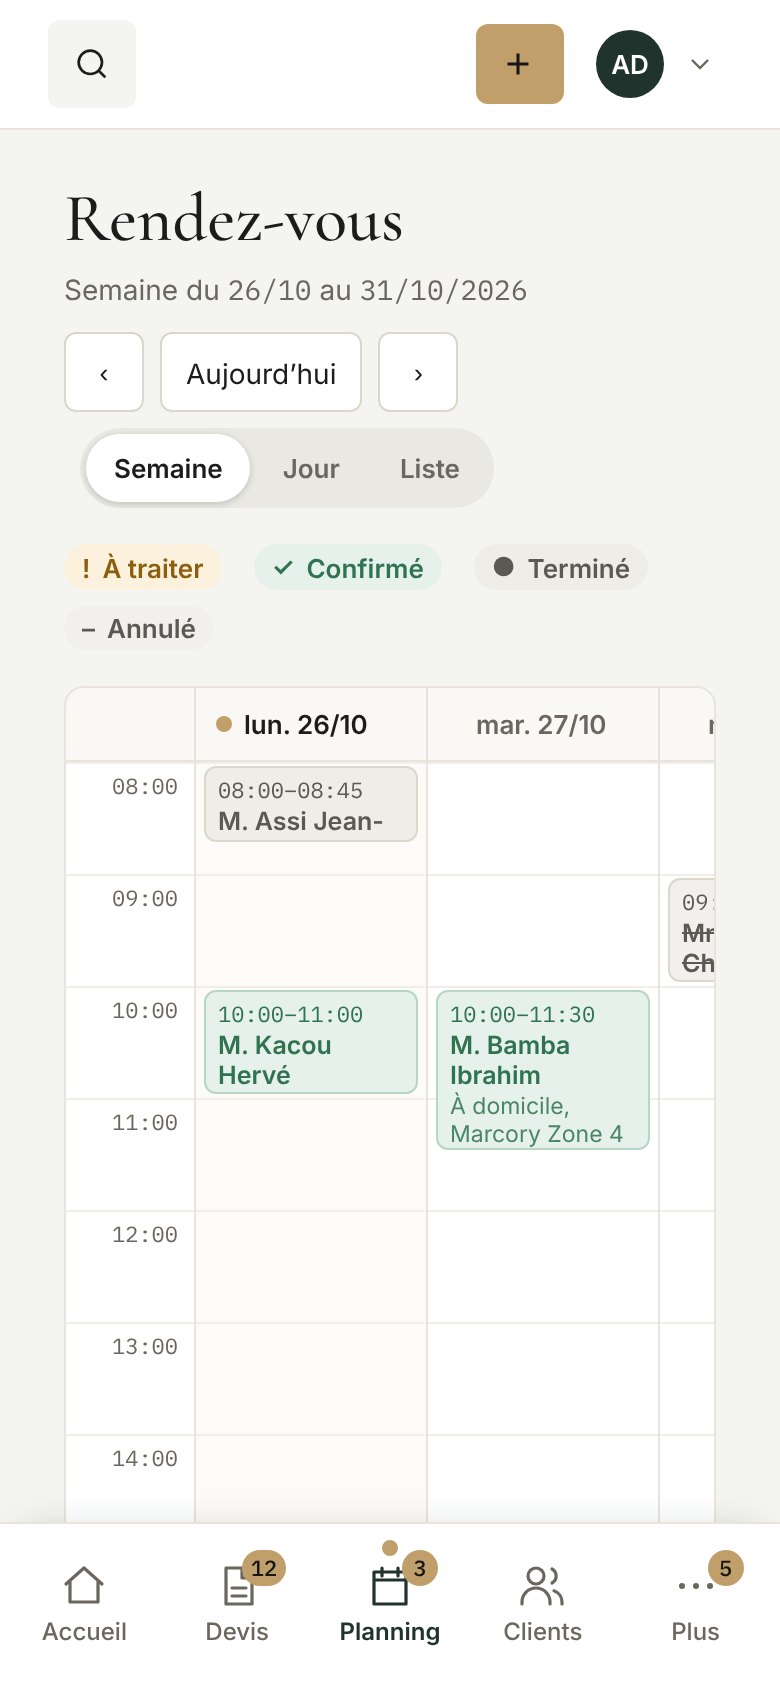 AD
Rendez-vous
Semaine du 26/10 au 31/10/2026
‹ Aujourd’hui ›
Semaine Jour Liste
! À traiter ✓ Confirmé ● Terminé
– Annulé
lun. 26/10 mar. 27/10
08:00
08:00–08:45
M. Assi Jean-
09:00
09:
10:00
10:00–11:00
M. Kacou
Hervé
10:00–11:30
M. Bamba
Ibrahim
À domicile,
Marcory Zone 4
11:00
12:00
13:00
14:00
12 3 5
Accueil Devis Planning Clients Plus